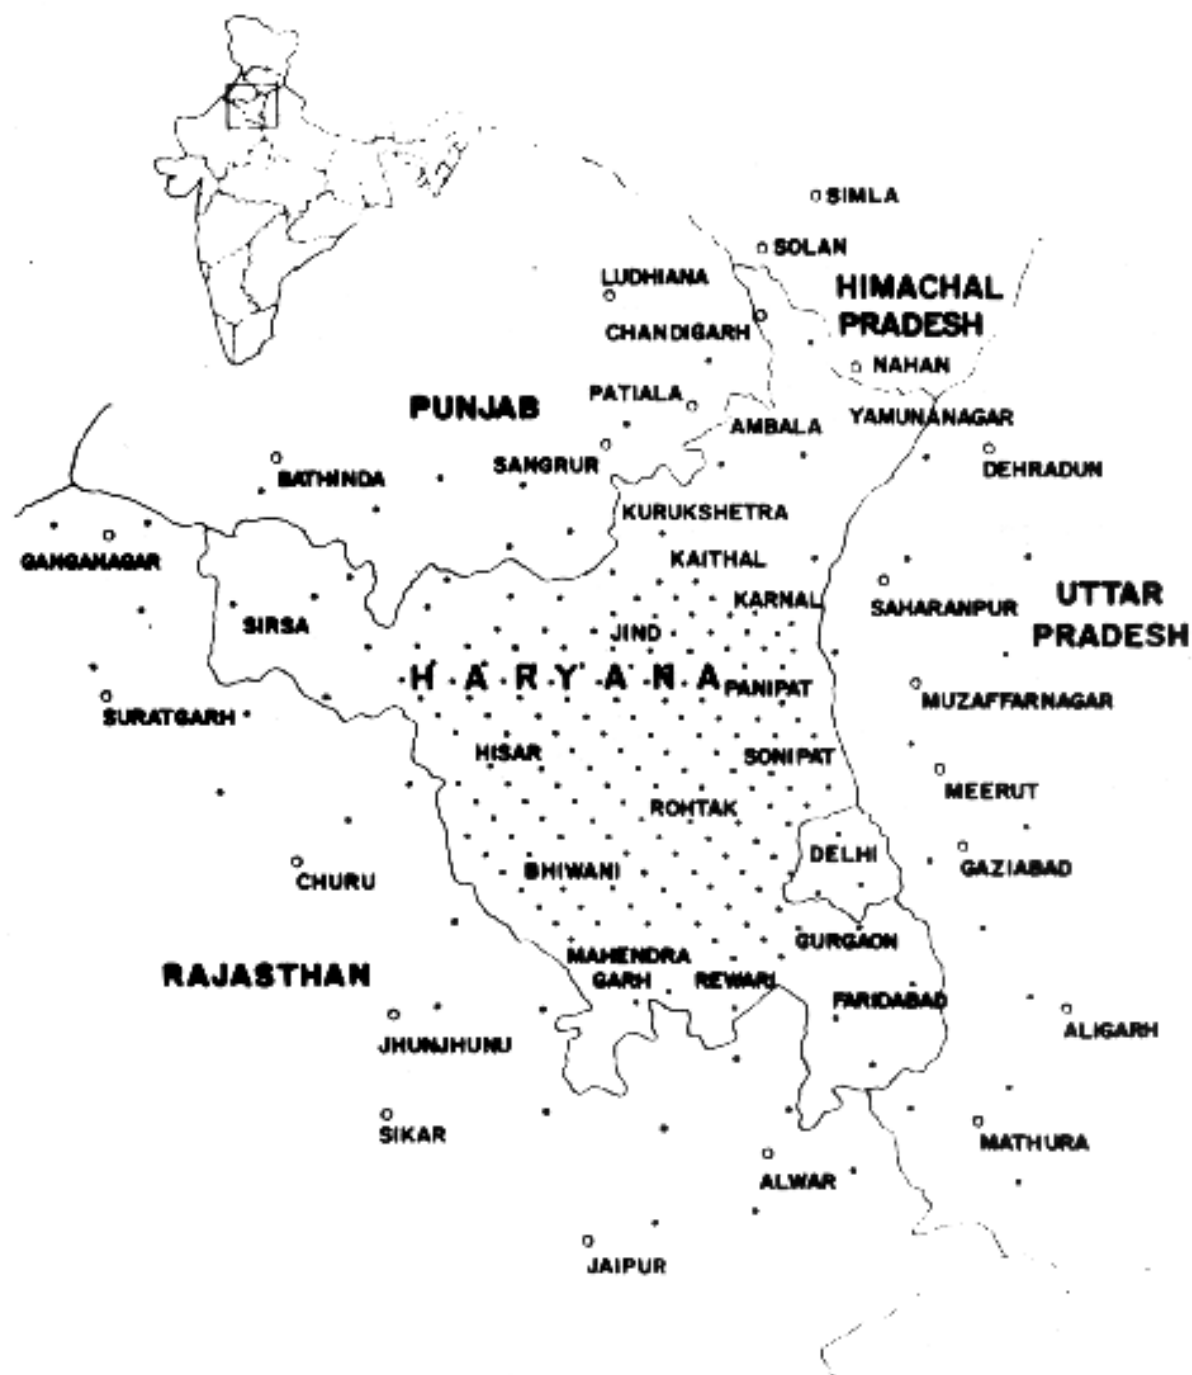 SIMLA
SOLAN
LUDHIANA
HIMACHAL
PRADESH
CHANDIGARH
NAHAN
PATIALA
PUNJAB
YAMUNANAGAR
AMBALA
SANGRUR
DEHRADUN
BATHINDA
KURUKSHETRA
GANGANAGAR
KAITHAL
KARNAL
SAHARANPUR
UTTAR
PRADESH
SIRSA
JIND
HARYANA
PANIPAT
MUZAFFARNAGAR
SURATGARH
HISAR
SONIPAT
MEERUT
ROHTAK
DELHI
GAZIABAD
BHIWANI
CHURU
GURGAON
MAHENDRA
GARH
REWARI
RAJASTHAN
FARIDABAD
ALIGARH
JHUNJHUNU
SIKAR
MATHURA
ALWAR
JAIPUR